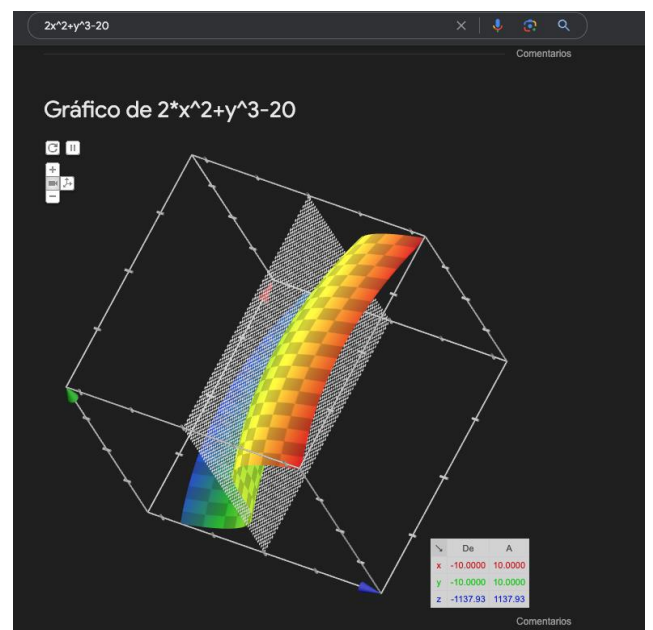 2x^2+y^3-20
Comentarios
Gráfico de 2*x^2+y^3-20
De A
x -10.0000 10.0000
y -10.0000 10.0000
z -1137.93 1137.93
Comentarios